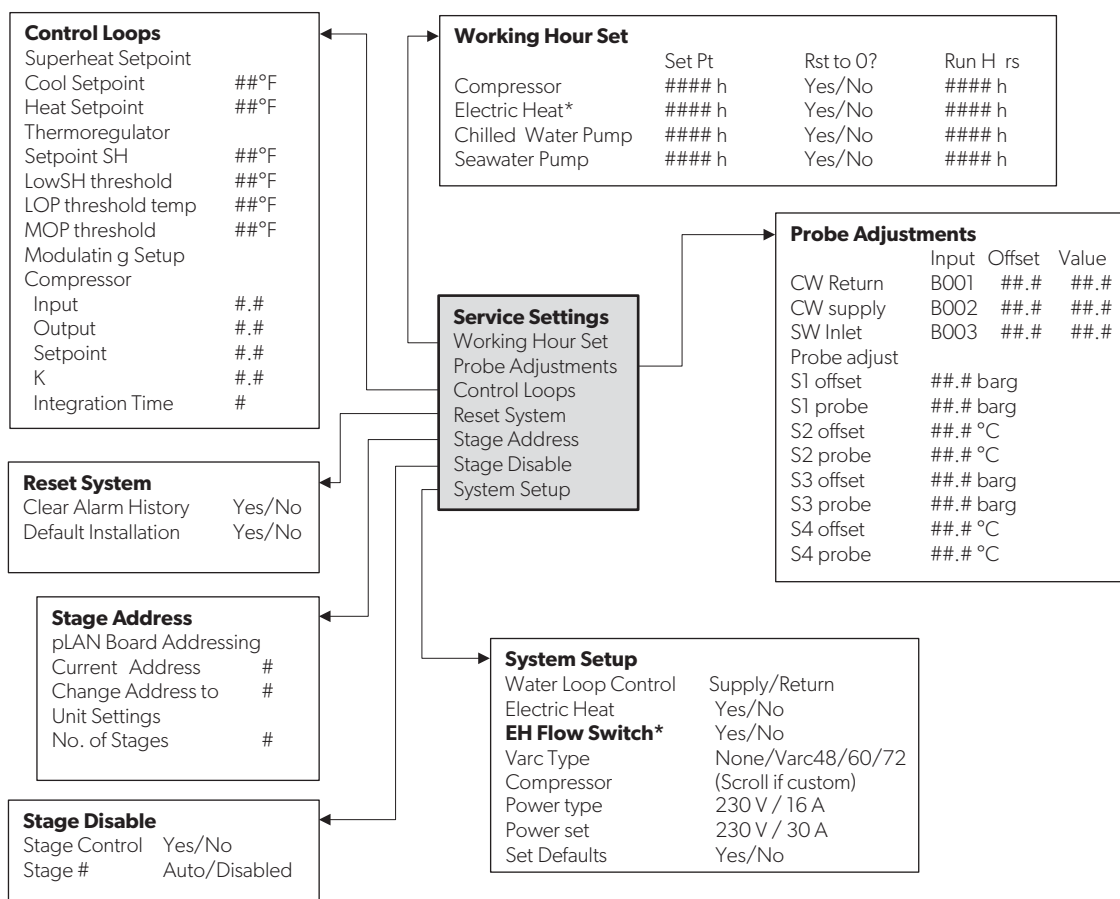 Control Loops
Superheat Setpoint
Cool Setpoint ##°F
Heat Setpoint ##°F
Thermoregulator
Setpoint SH ##°F
LowSH threshold ##°F
LOP threshold temp ##°F
MOP threshold ##°F
Modulatin g Setup
Compressor
Input #.#
Output #.#
Setpoint #.#
K #.#
Integration Time #
Working Hour Set
Set Pt Rst to 0? Run H rs
Compressor #### h Yes/No #### h
Electric Heat* #### h Yes/No #### h
Chilled Water Pump #### h Yes/No #### h
Seawater Pump #### h Yes/No #### h
Probe Adjustments
Input Offset Value
CW Return B001 ##.# ##.#
CW supply B002 ##.# ##.#
SW Inlet B003 ##.# ##.#
Probe adjust
S1 offset ##.# barg
S1 probe ##.# barg
S2 offset ##.# °C
S2 probe ##.# °C
S3 offset ##.# barg
S3 probe ##.# barg
S4 offset ##.# °C
S4 probe ##.# °C
Service Settings
Working Hour Set
Probe Adjustments
Control Loops
Reset System
Stage Address
Stage Disable
System Setup
Reset System
Clear Alarm History Yes/No
Default Installation Yes/No
Stage Address
pLAN Board Addressing
Current Address #
Change Address to #
Unit Settings
No. of Stages #
Stage Disable
Stage Control Yes/No
Stage # Auto/Disabled
System Setup
Water Loop Control Supply/Return
Electric Heat Yes/No
EH Flow Switch* Yes/No
Varc Type None/Varc48/60/72
Compressor (Scroll if custom)
Power type 230 V / 16 A
Power set 230 V / 30 A
Set Defaults Yes/No